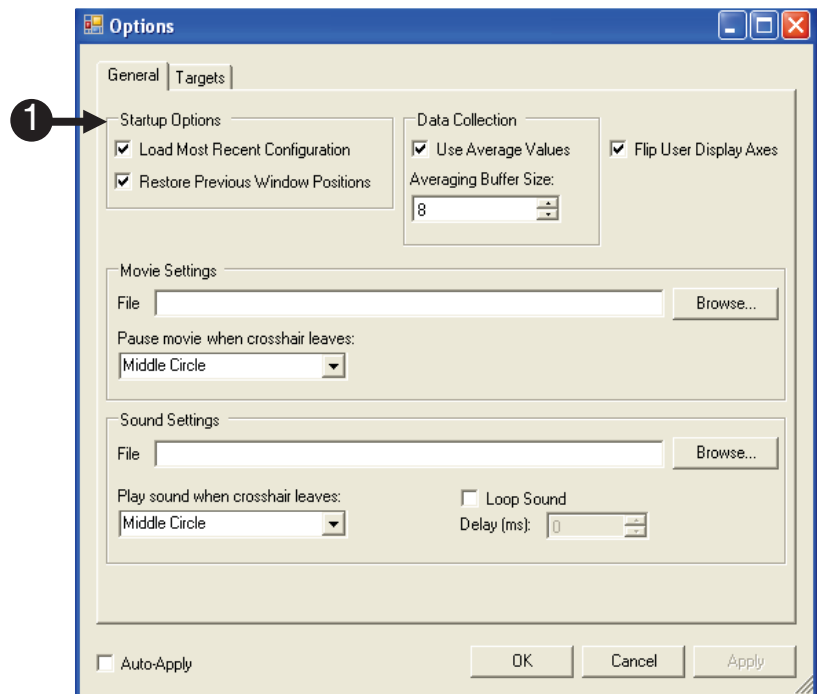 Options
General Targets
1
Startup Options
Load Most Recent Configuration
Restore Previous Window Positions
Data Collection
Use Average Values
Averaging Buffer Size:
8
Flip User Display Axes
Movie Settings
File Browse...
Pause movie when crosshair leaves:
Middle Circle
Sound Settings
File Browse...
Play sound when crosshair leaves:
Middle Circle
Loop Sound
Delay (ms): 0
Auto-Apply OK Cancel Apply